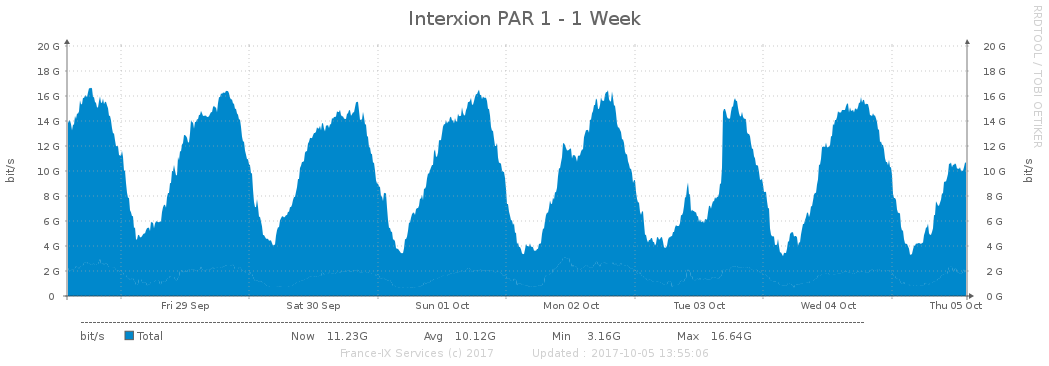 Interxion PAR 1 - 1 Week
RRDTOOL / TOBI OETIKER
20 G 20 G
18 G 18 G
16 G 16 G
14 G 14 G
12 G 12 G
10 G 10 G
8 G 8 G
6 G 6 G
4 G 4 G
2 G 2 G
0 0 G
bit/s
bit/s
Fri 29 Sep Sat 30 Sep Sun 01 Oct Mon 02 Oct Tue 03 Oct Wed 04 Oct Thu 05 Oct
bit/s Total Now 11.23G Avg 10.12G Min 3.16G Max 16.64G
France-IX Services (c) 2017 Updated : 2017-10-05 13:55:06